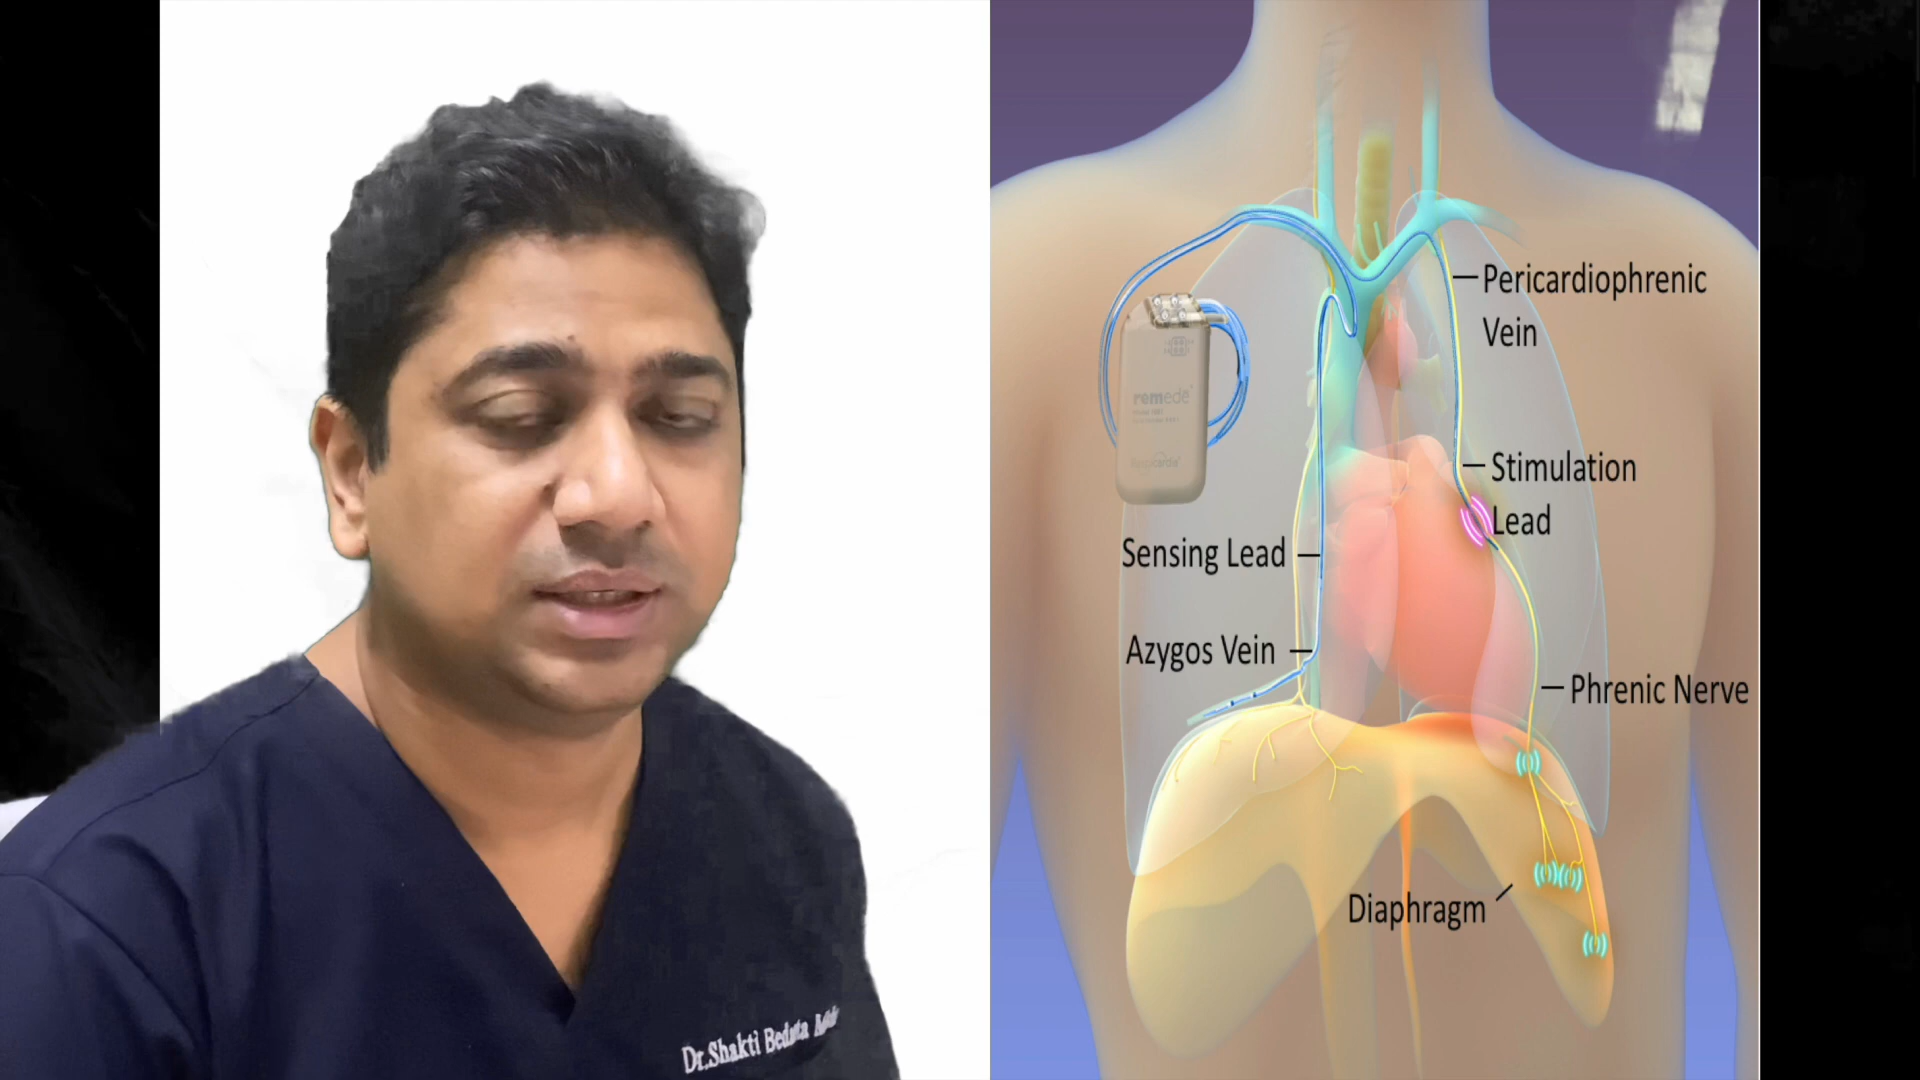 Dr.Shakti Bedanta
Pericardiophrenic
Vein
remede
Stimulation
Lead
Sensing Lead
Azygos Vein
Phrenic Nerve
Diaphragm